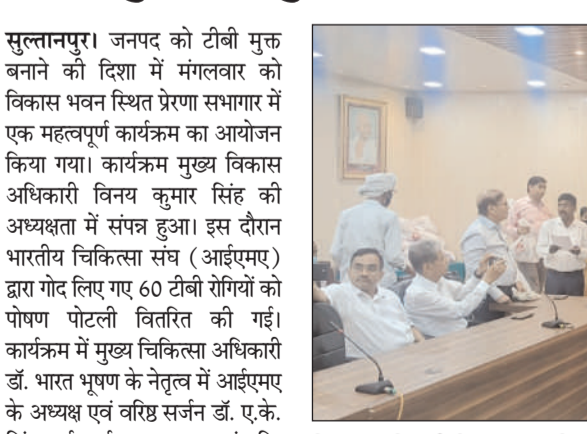 सुल्तानपुर। जनपद को टीबी मुक्त
बनाने की दिशा में मंगलवार को
विकास भवन स्थित प्रेरणा सभागार में
एक महत्वपूर्ण कार्यक्रम का आयोजन
किया गया। कार्यक्रम मुख्य विकास
अधिकारी विनय कुमार सिंह की
अध्यक्षता में संपन्न हुआ। इस दौरान
भारतीय चिकित्सा संघ (आईएमए)
द्वारा गोद लिए गए 60 टीबी रोगियों को
पोषण पोटली वितरित की गई।
कार्यक्रम में मुख्य चिकित्सा अधिकारी
डॉ. भारत भूषण के नेतृत्व में आईएमए
के अध्यक्ष एवं वरिष्ठ सर्जन डॉ. ए.के.